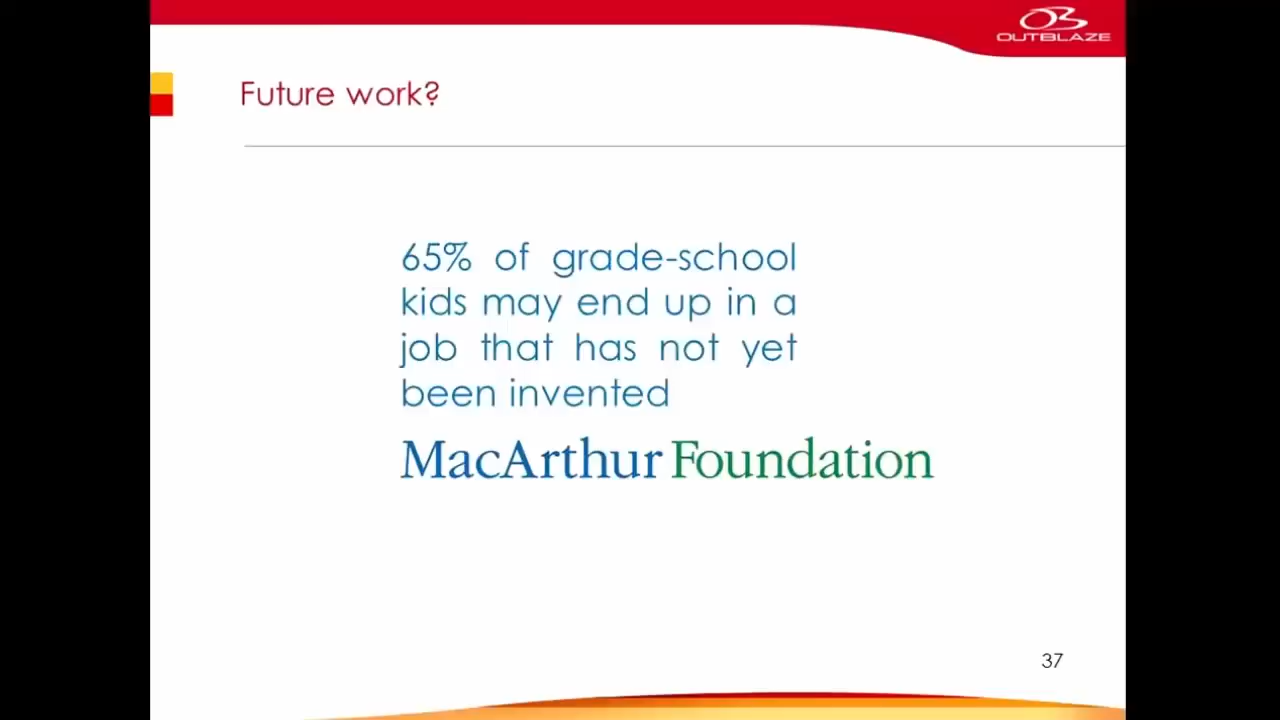 OUTBLAZE
Future work?
65% of grade-school
kids may end up in a
job that has not yet
been invented
MacArthur Foundation
37